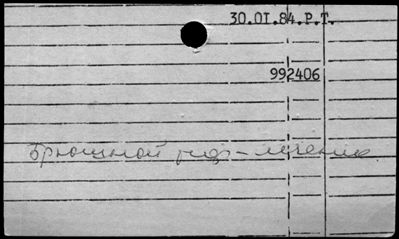 30.01.84.Р.Т.
992406
Брюшной тиф - лечение